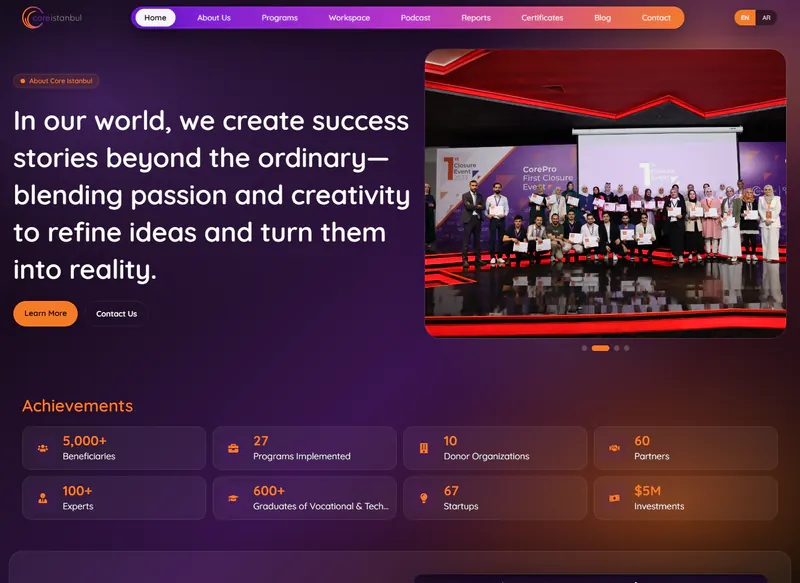 coreistanbul
Home
About Us
Programs
Workspace
Podcast
Reports
Certificates
Blog
Contact
EN
AR
About Core Istanbul
In our world, we create success
stories beyond the ordinary—
blending passion and creativity
to refine ideas and turn them
into reality.
Learn More
Contact Us
1st
Closure
Event
CorePro
First Closure
Event
Achievements
5,000+
Beneficiaries
27
Programs Implemented
10
Donor Organizations
60
Partners
100+
Experts
600+
Graduates of Vocational & Tech...
67
Startups
$5M
Investments